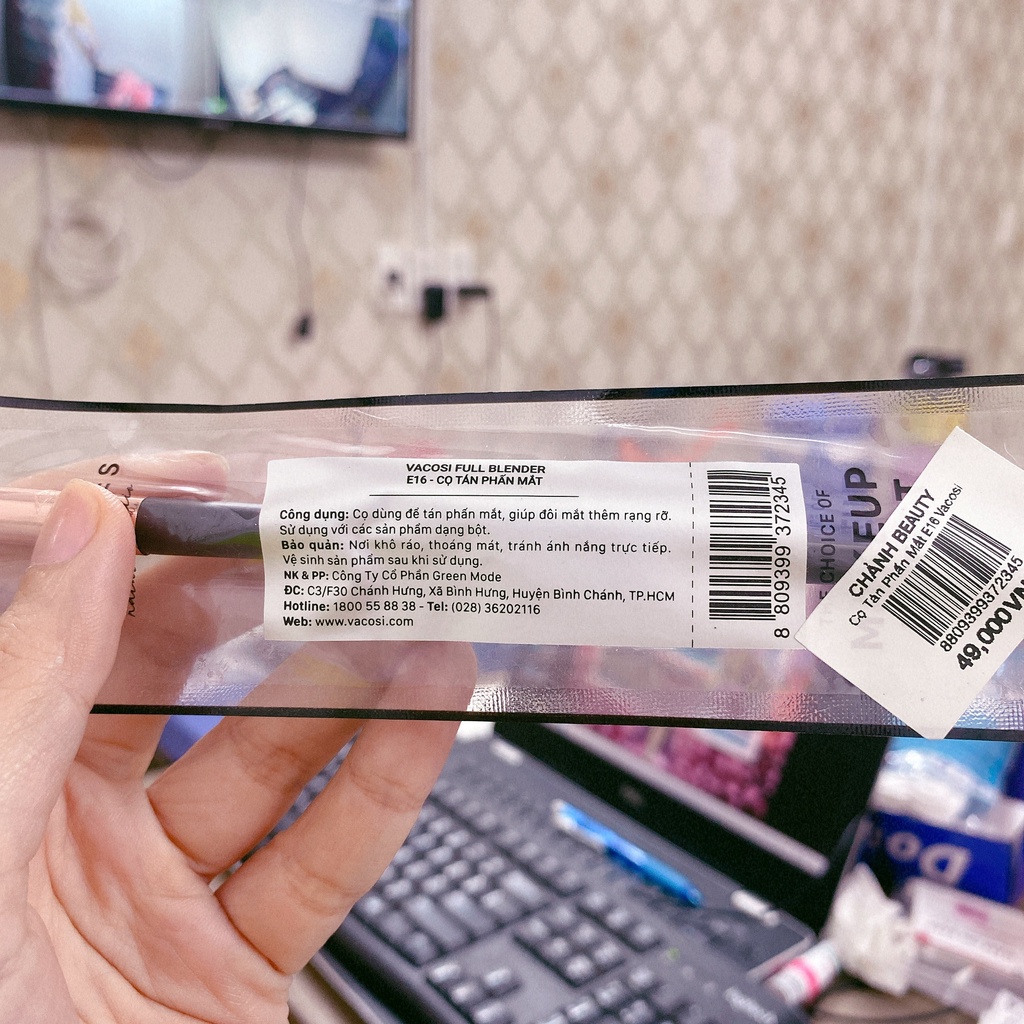 VACOSI FULL BLENDER
E16 - CỌ TÁN PHẤN MẮT
Công dụng: Cọ dùng để tán phấn mắt, giúp đôi mắt thêm rạng rỡ.
Sử dụng với các sản phẩm dạng bột.
Bảo quản: Nơi khô ráo, thoáng mát, tránh ánh nắng trực tiếp.
Vệ sinh sản phẩm sau khi sử dụng.
NK & PP: Công Ty Cổ Phần Green Mode
ĐC: C3/F30 Chánh Hưng, Xã Bình Hưng, Huyện Bình Chánh, TP.HCM
Hotline: 1800 55 88 38 - Tel: (028) 36202116
Web: www.vacosi.com
8 809399 372345
CHOICE OF
CHÀNH BEAUTY
Cọ Tàn Phấn Mắt E16 Vacosi
8809399372345
49,000VN